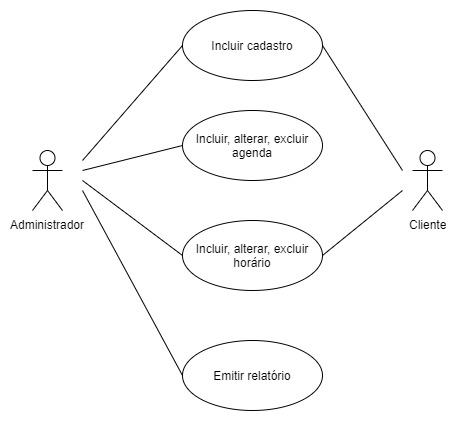 Incluir cadastro
Incluir, alterar, excluir
agenda
Administrador
Cliente
Incluir, alterar, excluir
horário
Emitir relatório